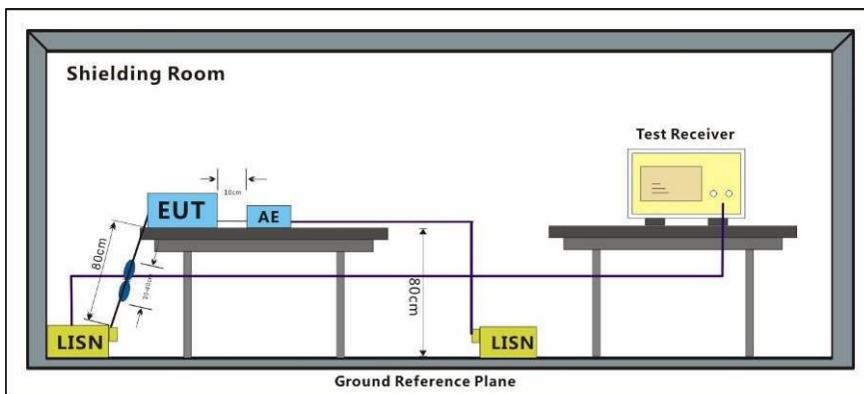 Shielding Room
Test Receiver
10cm
EUT
AE
80cm
80cm
LISN
LISN
Ground Reference Plane